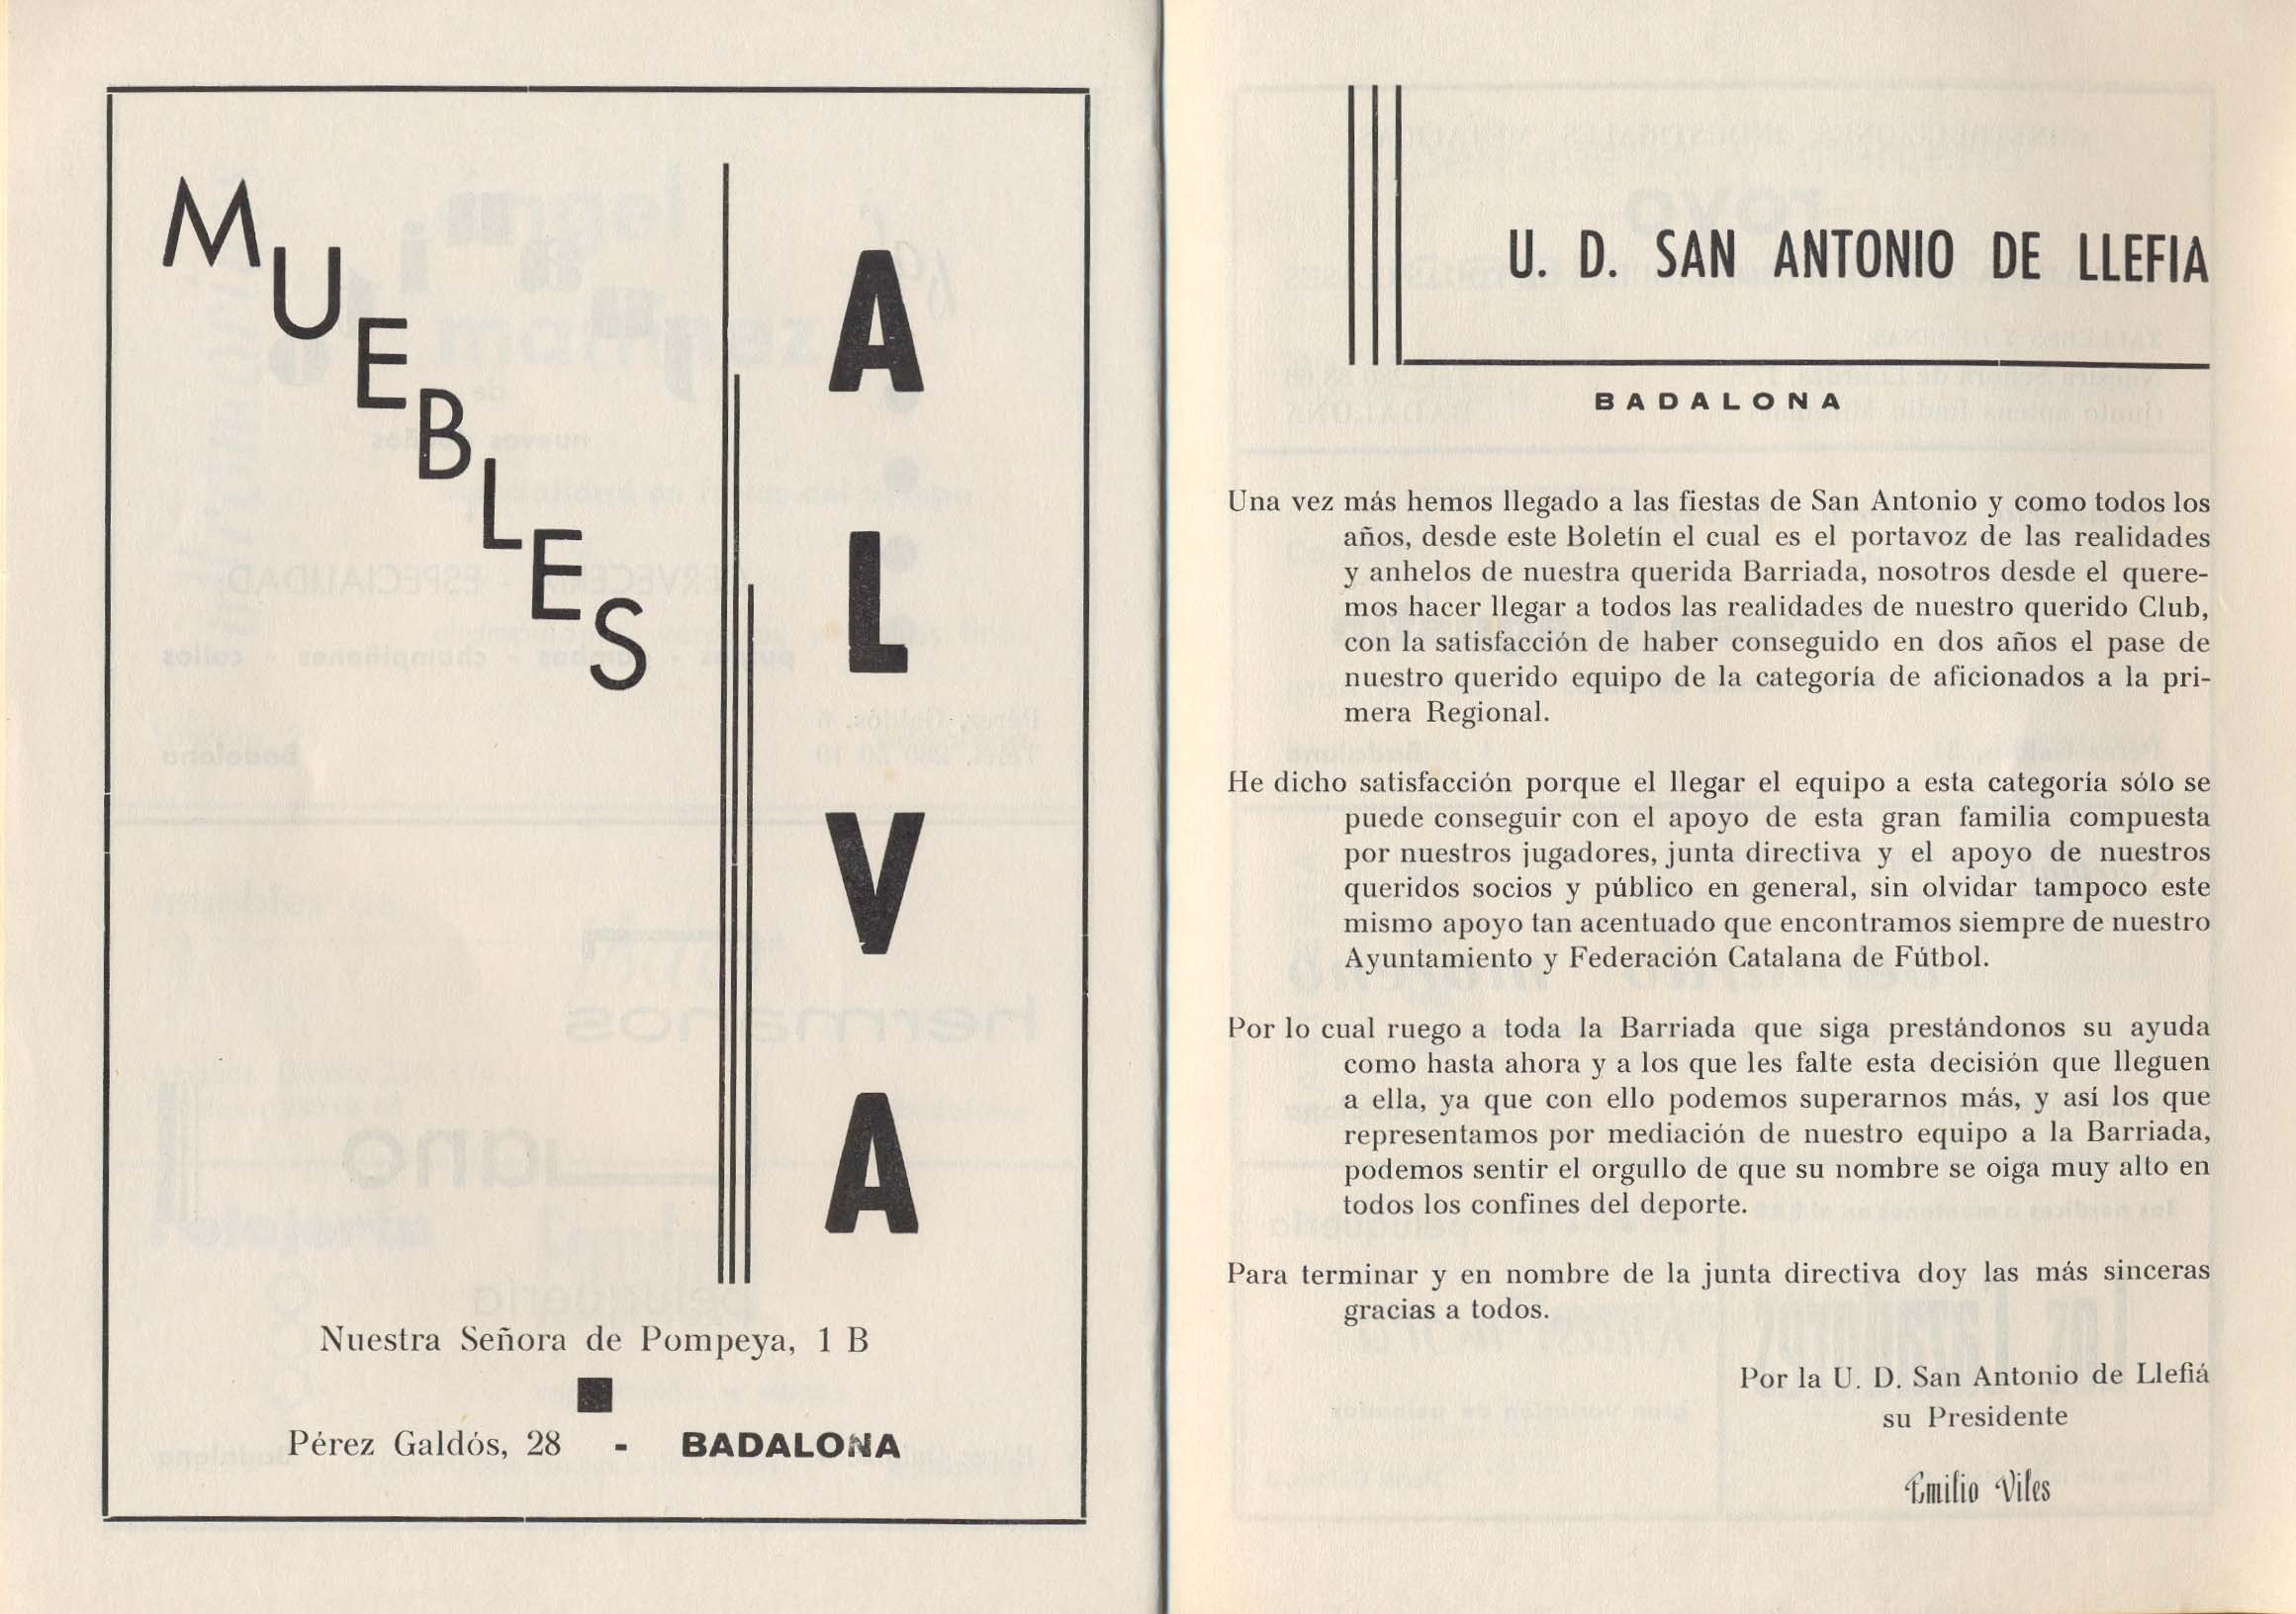 MUEBLES
ALVA
Nuestra Señora de Pompeya, 1 B
Pérez Galdós, 28 - BADALONA
U. D. SAN ANTONIO DE LLEFIA
BADALONA
Una vez más hemos llegado a las fiestas de San Antonio y como todos los
años, desde este Boletín el cual es el portavoz de las realidades
y anhelos de nuestra querida Barriada, nosotros desde el quere-
mos hacer llegar a todos las realidades de nuestro querido Club,
con la satisfacción de haber conseguido en dos años el pase de
nuestro querido equipo de la categoría de aficionados a la pri-
mera Regional.
He dicho satisfacción porque el llegar el equipo a esta categoría sólo se
puede conseguir con el apoyo de esta gran familia compuesta
por nuestros jugadores, junta directiva y el apoyo de nuestros
queridos socios y público en general, sin olvidar tampoco este
mismo apoyo tan acentuado que encontramos siempre de nuestro
Ayuntamiento y Federación Catalana de Fútbol.
Por lo cual ruego a toda la Barriada que siga prestándonos su ayuda
como hasta ahora y a los que les falte esta decisión que lleguen
a ella, ya que con ello podemos superarnos más, y así los que
representamos por mediación de nuestro equipo a la Barriada,
podemos sentir el orgullo de que su nombre se oiga muy alto en
todos los confines del deporte.
Para terminar y en nombre de la junta directiva doy las más sinceras
gracias a todos.
Por la U. D. San Antonio de Llefiá
su Presidente
Emilio Viles